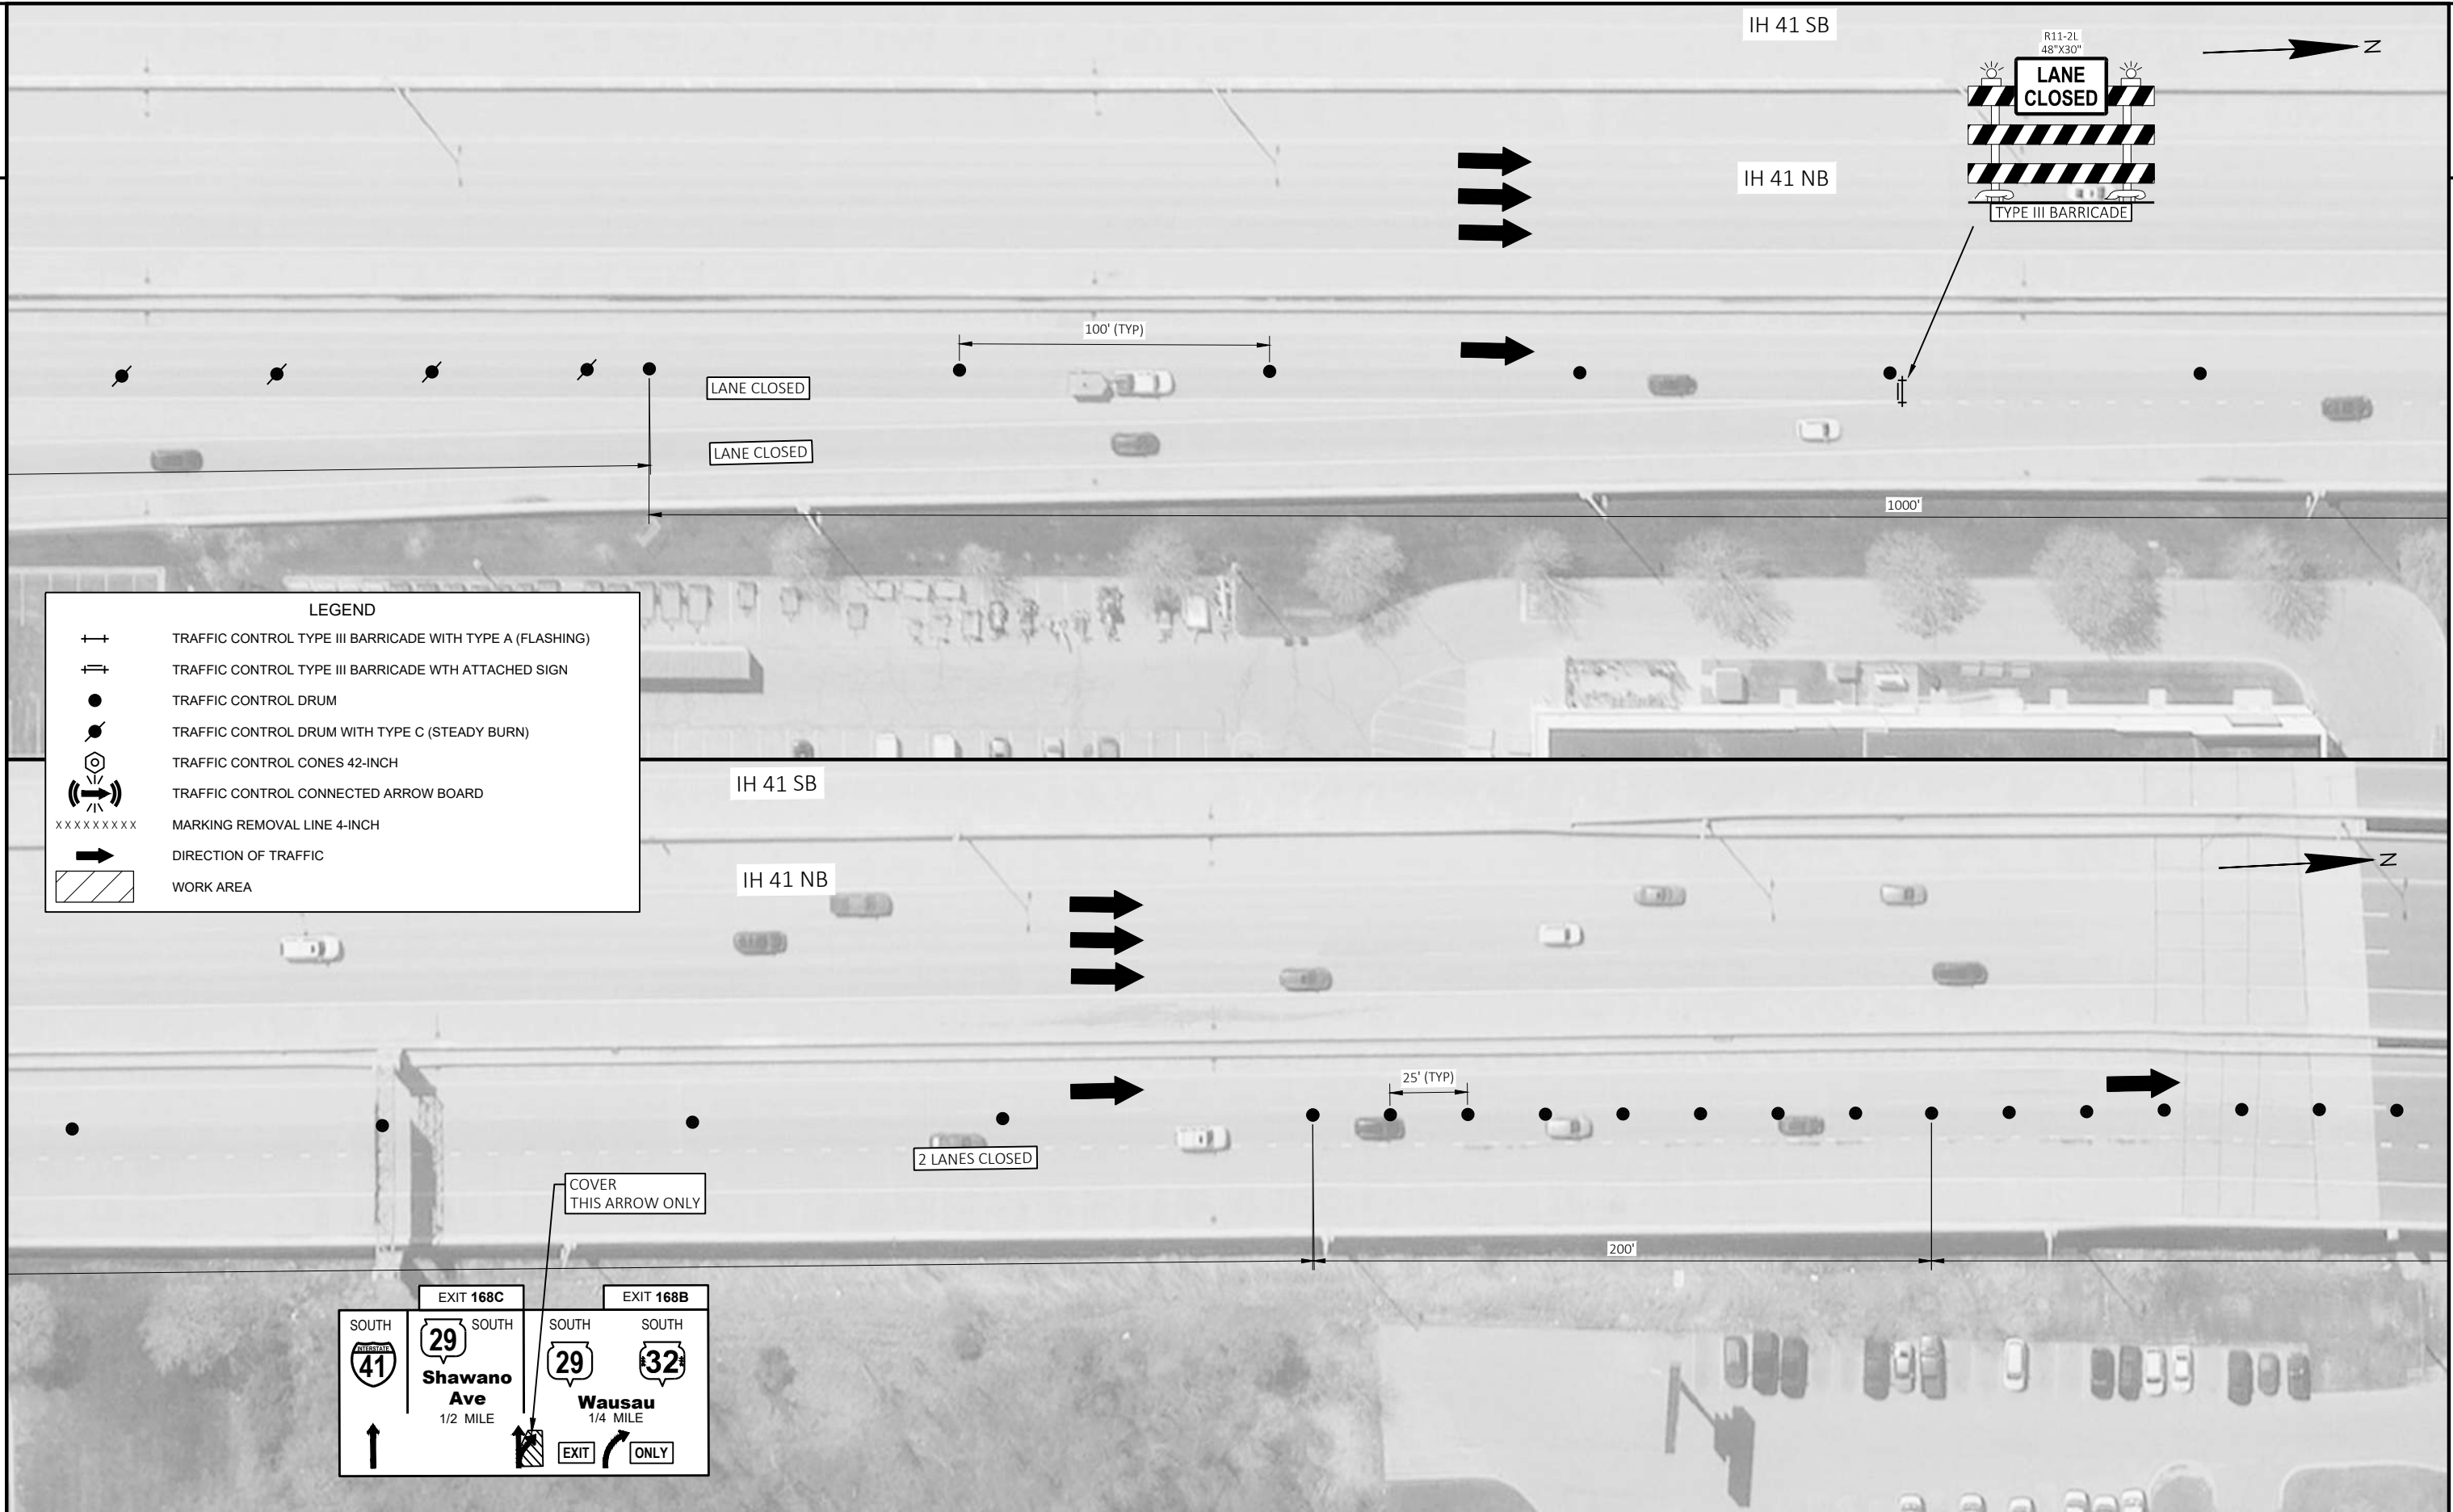 IH 41 SB
R11-2L
48"X30"
LANE
CLOSED
N
IH 41 NB
TYPE III BARRICADE
100' (TYP)
LANE CLOSED
LANE CLOSED
1000'
LEGEND
TRAFFIC CONTROL TYPE III BARRICADE WITH TYPE A (FLASHING)
TRAFFIC CONTROL TYPE III BARRICADE WTH ATTACHED SIGN
TRAFFIC CONTROL DRUM
TRAFFIC CONTROL DRUM WITH TYPE C (STEADY BURN)
TRAFFIC CONTROL CONES 42-INCH
TRAFFIC CONTROL CONNECTED ARROW BOARD
XXXXXXXXX MARKING REMOVAL LINE 4-INCH
DIRECTION OF TRAFFIC
WORK AREA
IH 41 SB
N
IH 41 NB
25' (TYP)
2 LANES CLOSED
COVER
THIS ARROW ONLY
200'
EXIT 168C
EXIT 168B
SOUTH
INTERSTATE
41
29 SOUTH
Shawano
Ave
1/2 MILE
SOUTH SOUTH
29 32
Wausau
1/4 MILE
EXIT ONLY